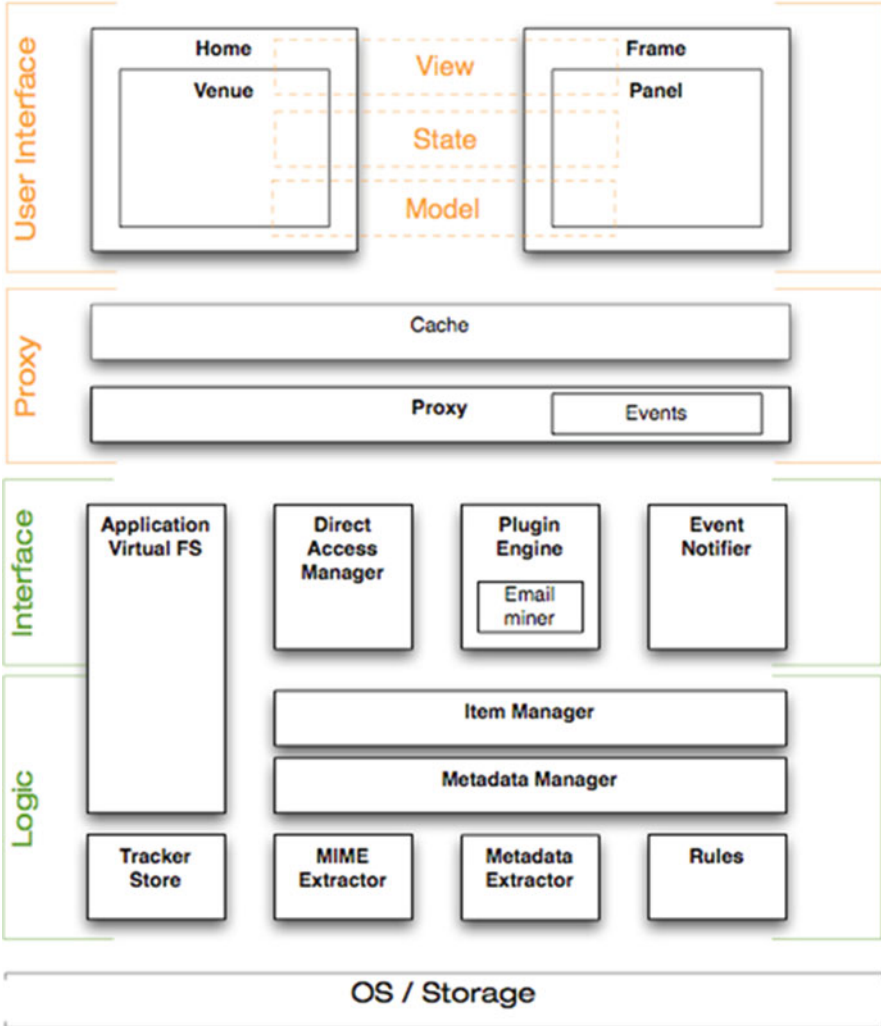 User Interface
Home
Venue
View
State
Model
Frame
Panel
Proxy
Cache
Proxy
Events
Interface
Application
Virtual FS
Direct
Access
Manager
Plugin
Engine
Email
miner
Event
Notifier
Logic
Item Manager
Metadata Manager
Tracker
Store
MIME
Extractor
Metadata
Extractor
Rules
OS / Storage